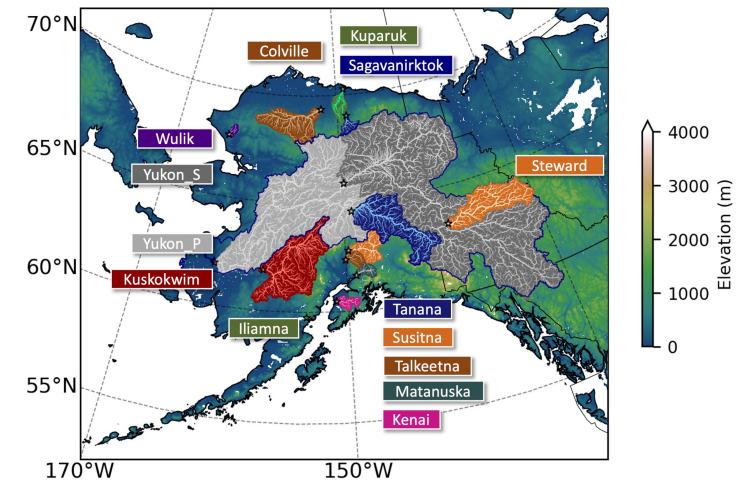 70°N
65°N
60°N
55°N
170°W
150°W
Colville
Kuparuk
Sagavanirktok
Wulik
Yukon_S
Steward
Yukon_P
Kuskokwim
Iliamna
Tanana
Susitna
Talkeetna
Matanuska
Kenai
4000
3000
2000
1000
0
Elevation (m)